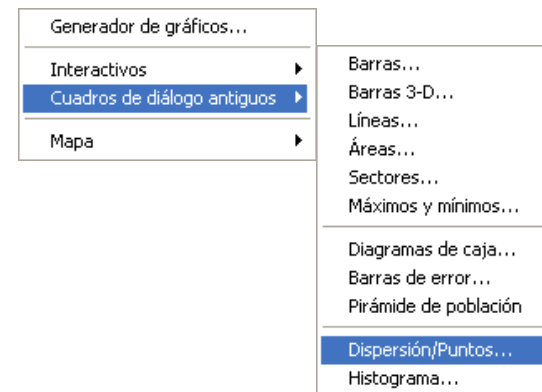 Generador de gráficos...
Interactivos
Cuadros de diálogo antiguos
Mapa
Barras...
Barras 3-D...
Líneas...
Áreas...
Sectores...
Máximos y mínimos...
Diagramas de caja...
Barras de error...
Pirámide de población
Dispersión/Puntos...
Histograma...